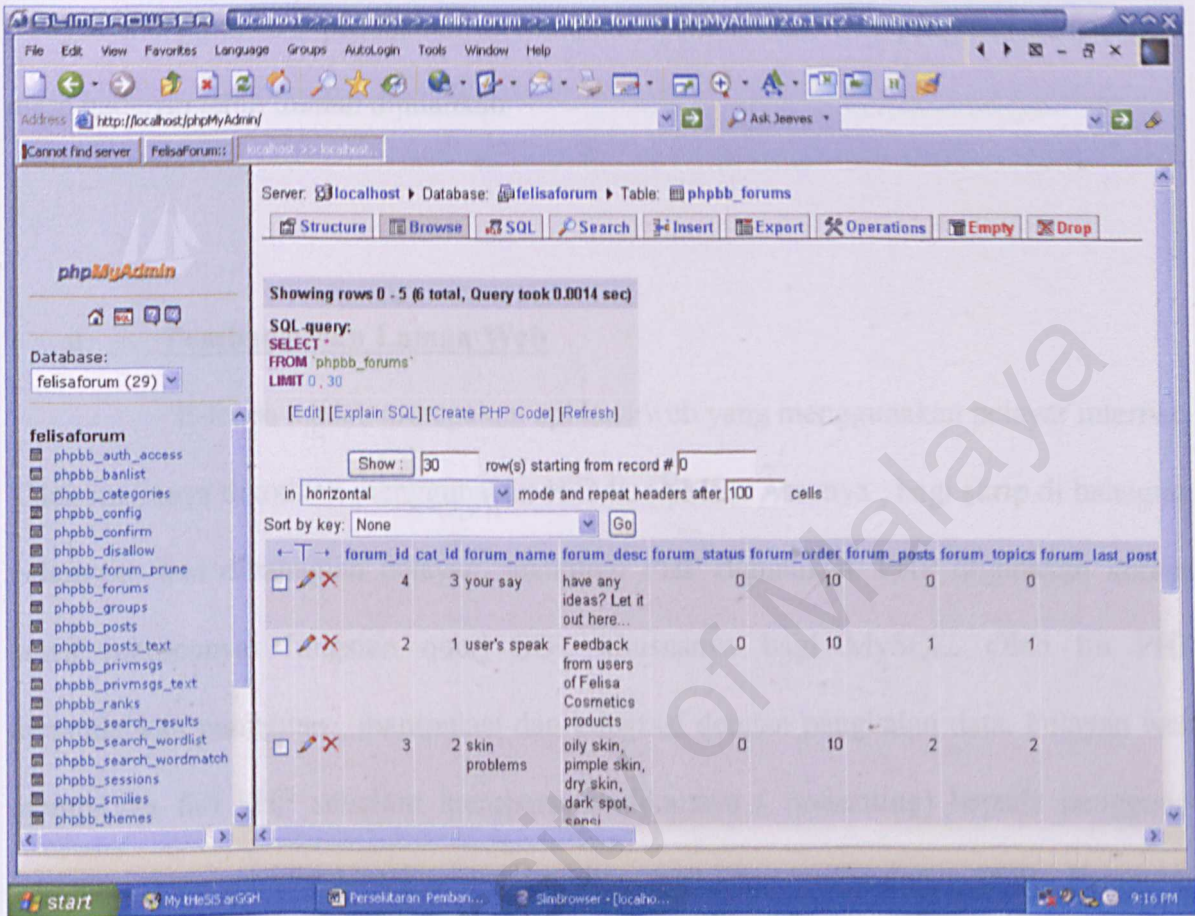 SLIMBROWSER localhost >> localhost >> felisaforum >> phpbb_forums | phpMyAdmin 2.6.1-rc2 - SlimBrowser
File Edit View Favorites Language Groups AutoLogin Tools Window Help
Address http://localhost/phpMyAdmin/ Ask Jeeves
Cannot find server FelisaForum:: localhost >> localhost..
Server: localhost ▶ Database: felisaforum ▶ Table: phpbb_forums
Structure Browse SQL Search Insert Export Operations Empty Drop
phpMyAdmin
Database:
felisaforum (29)
felisaforum
phpbb_auth_access
phpbb_banlist
phpbb_categories
phpbb_config
phpbb_confirm
phpbb_disallow
phpbb_forum_prune
phpbb_forums
phpbb_groups
phpbb_posts
phpbb_posts_text
phpbb_privmsgs
phpbb_privmsgs_text
phpbb_ranks
phpbb_search_results
phpbb_search_wordlist
phpbb_search_wordmatch
phpbb_sessions
phpbb_smilies
phpbb_themes
Showing rows 0 - 5 (6 total, Query took 0.0014 sec)
SQL-query:
SELECT *
FROM `phpbb_forums`
LIMIT 0 , 30
[Edit] [Explain SQL] [Create PHP Code] [Refresh]
Show : 30 row(s) starting from record # 0
in horizontal mode and repeat headers after 100 cells
Sort by key: None Go
←T→ forum_id cat_id forum_name forum_desc forum_status forum_order forum_posts forum_topics forum_last_post
4 3 your say have any 0 10 0 0
ideas? Let it
out here...
2 1 user's speak Feedback 0 10 1 1
from users
of Felisa
Cosmetics
products
3 2 skin oily skin, 0 10 2 2
problems pimple skin,
dry skin,
dark spot,
sensi
start My tHeSiS arGGH Perselitaran Pemban... SlimBrowser - [localho... 9:16 PM
sity of Malaya